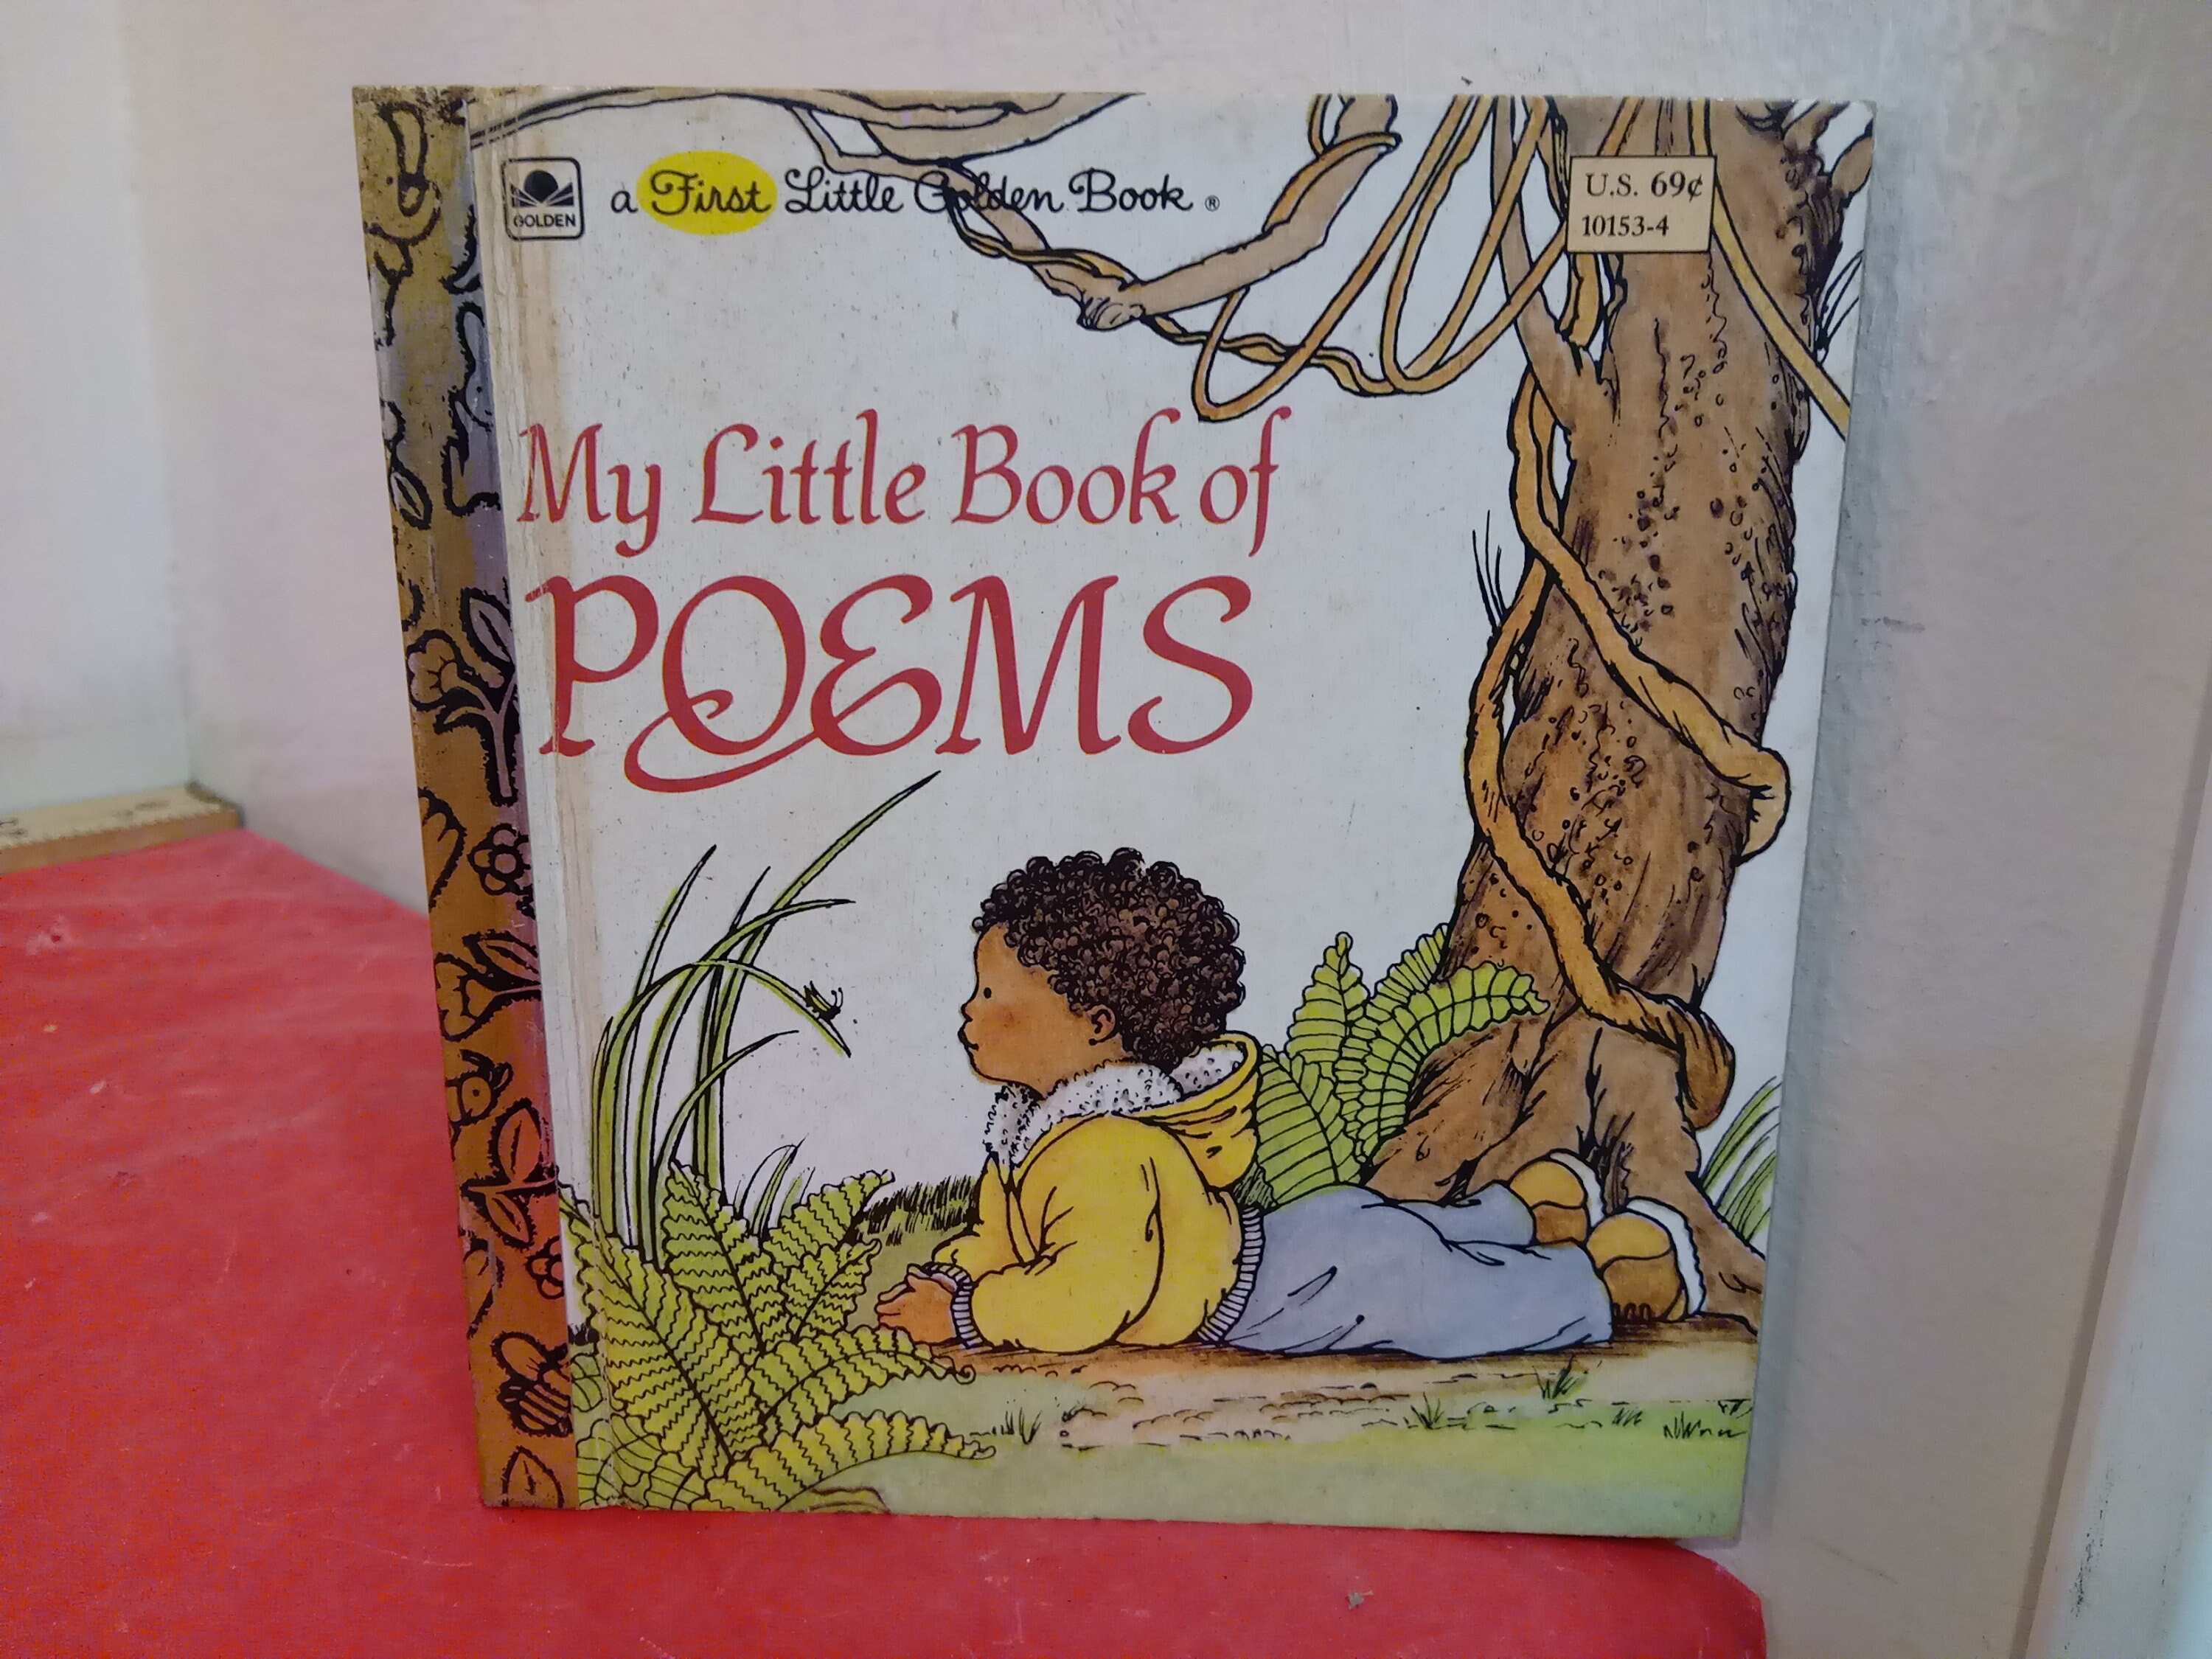 GOLDEN
a First Little Golden Book ®
U.S. 69¢
10153-4
My Little Book of
POEMS